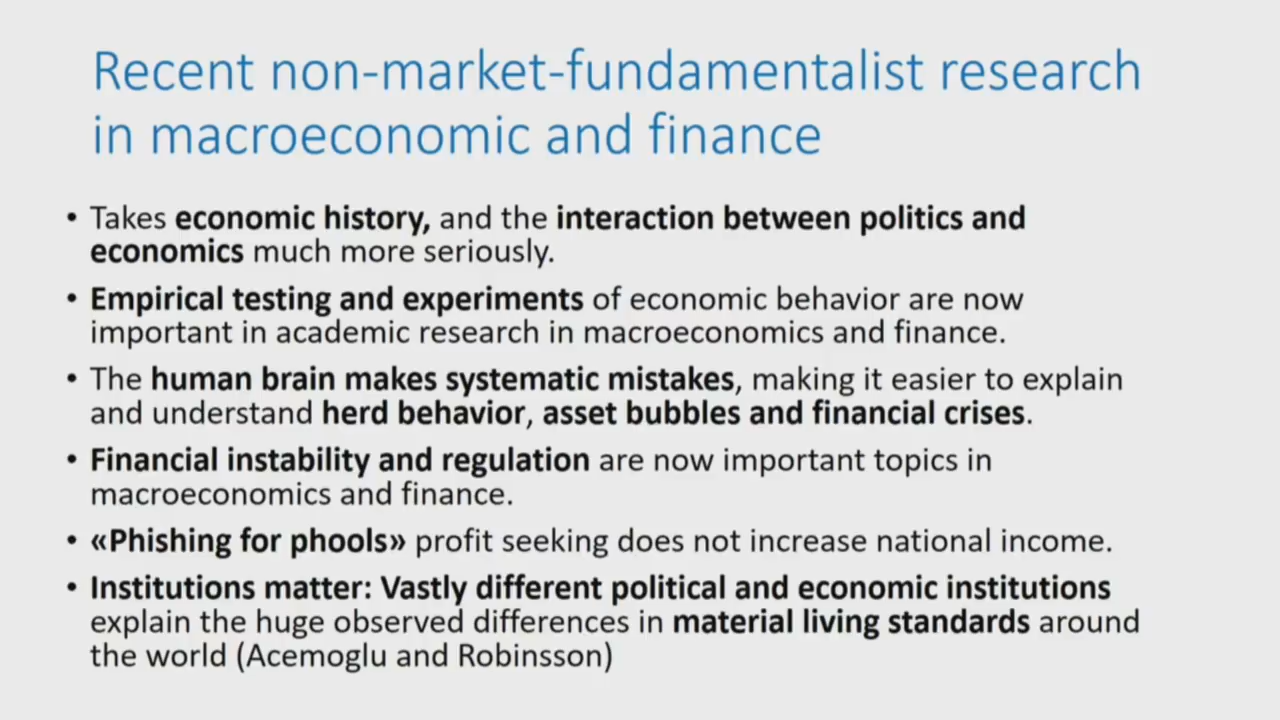 Recent non-market-fundamentalist research
in macroeconomic and finance
• Takes economic history, and the interaction between politics and
economics much more seriously.
• Empirical testing and experiments of economic behavior are now
important in academic research in macroeconomics and finance.
• The human brain makes systematic mistakes, making it easier to explain
and understand herd behavior, asset bubbles and financial crises.
• Financial instability and regulation are now important topics in
macroeconomics and finance.
• «Phishing for phools» profit seeking does not increase national income.
• Institutions matter: Vastly different political and economic institutions
explain the huge observed differences in material living standards around
the world (Acemoglu and Robinsson)